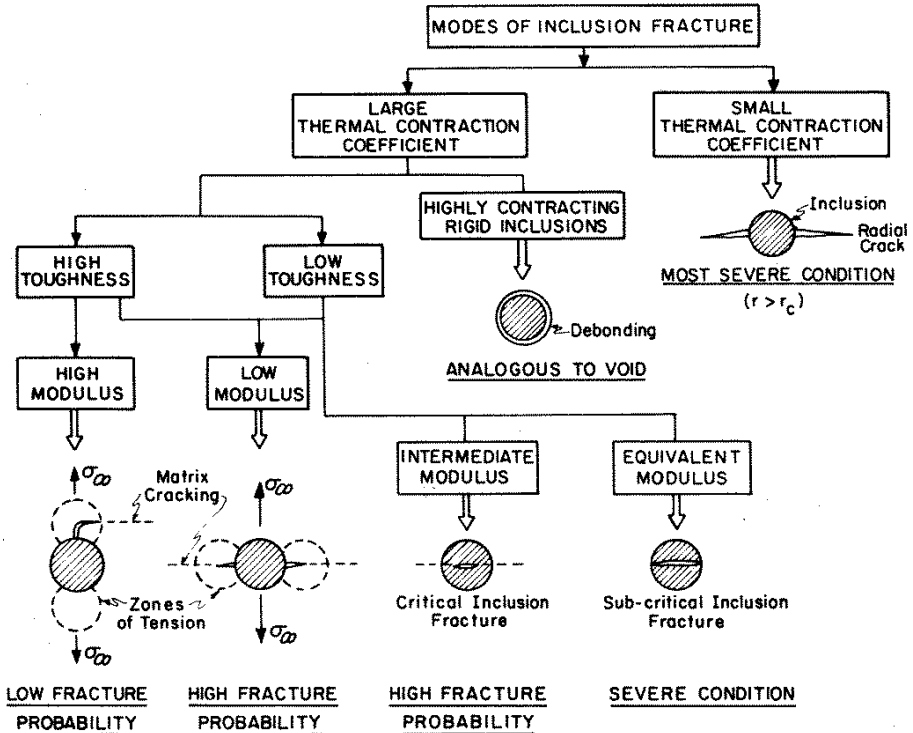 MODES OF INCLUSION FRACTURE
LARGE
THERMAL CONTRACTION
COEFFICIENT
SMALL
THERMAL CONTRACTION
COEFFICIENT
HIGHLY CONTRACTING
RIGID INCLUSIONS
Inclusion
Radial
Crack
MOST SEVERE CONDITION
(r > r_c)
HIGH
TOUGHNESS
LOW
TOUGHNESS
Debonding
ANALOGOUS TO VOID
HIGH
MODULUS
LOW
MODULUS
INTERMEDIATE
MODULUS
EQUIVALENT
MODULUS
σ∞
Matrix
Cracking
σ∞
Zones
of Tension
σ∞
σ∞
Critical Inclusion
Fracture
Sub-critical Inclusion
Fracture
LOW FRACTURE
PROBABILITY
HIGH FRACTURE
PROBABILITY
HIGH FRACTURE
PROBABILITY
SEVERE CONDITION